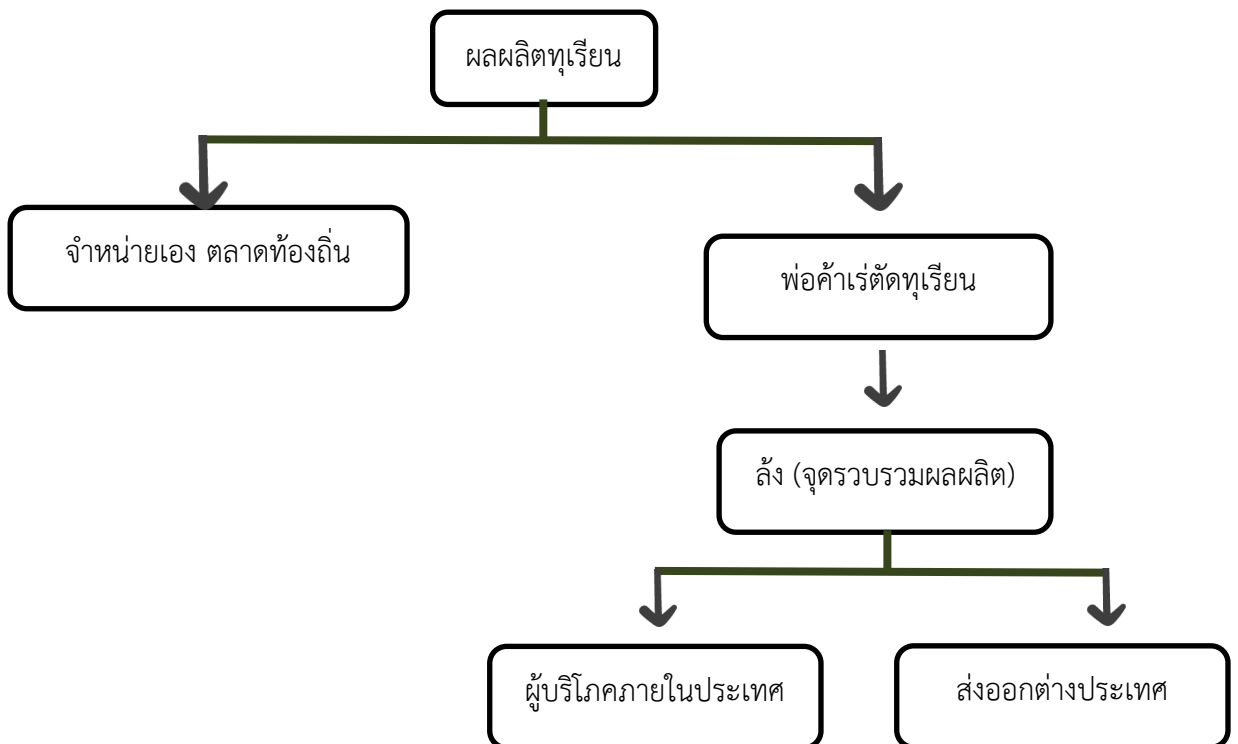 ผลผลิตทุเรียน
จำหน่ายเอง ตลาดท้องถิ่น
พ่อค้าเร่ตัดทุเรียน
ล้ง (จุดรวบรวมผลผลิต)
ผู้บริโภคภายในประเทศ
ส่งออกต่างประเทศ